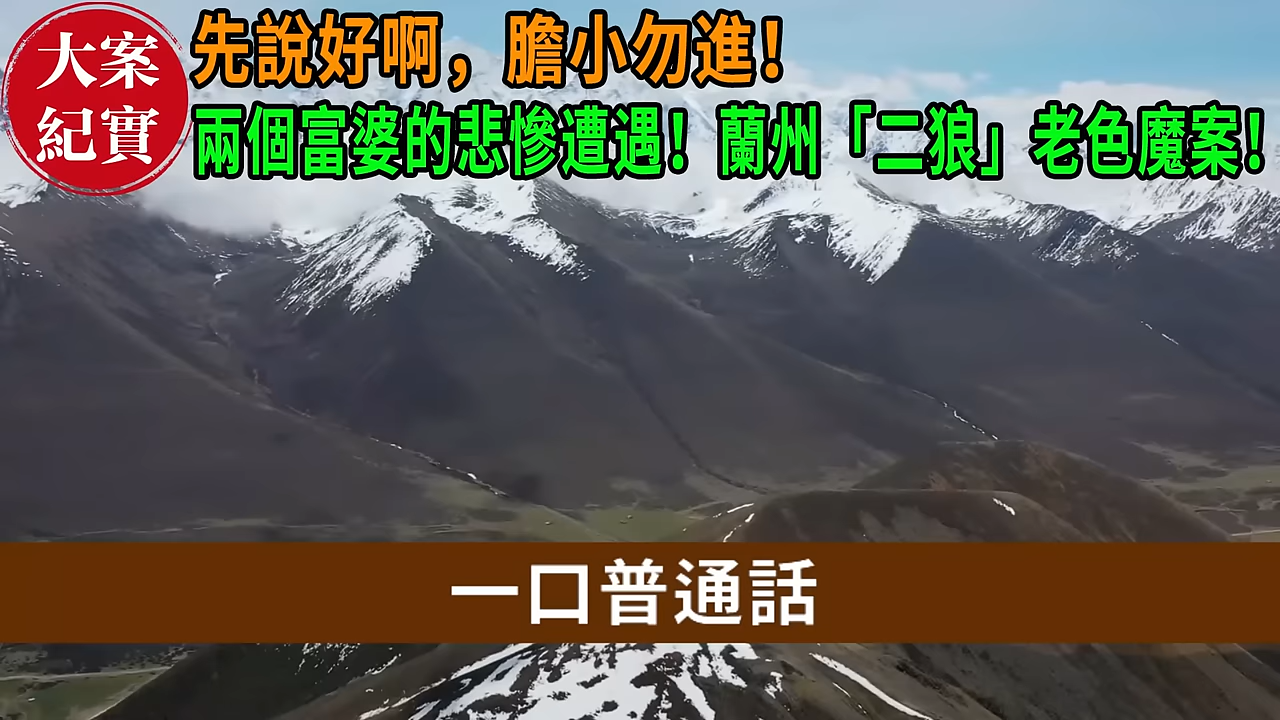 大案
紀實
先說好啊，膽小勿進！
兩個富婆的悲慘遭遇！蘭州「二狼」老色魔案！
一口普通話